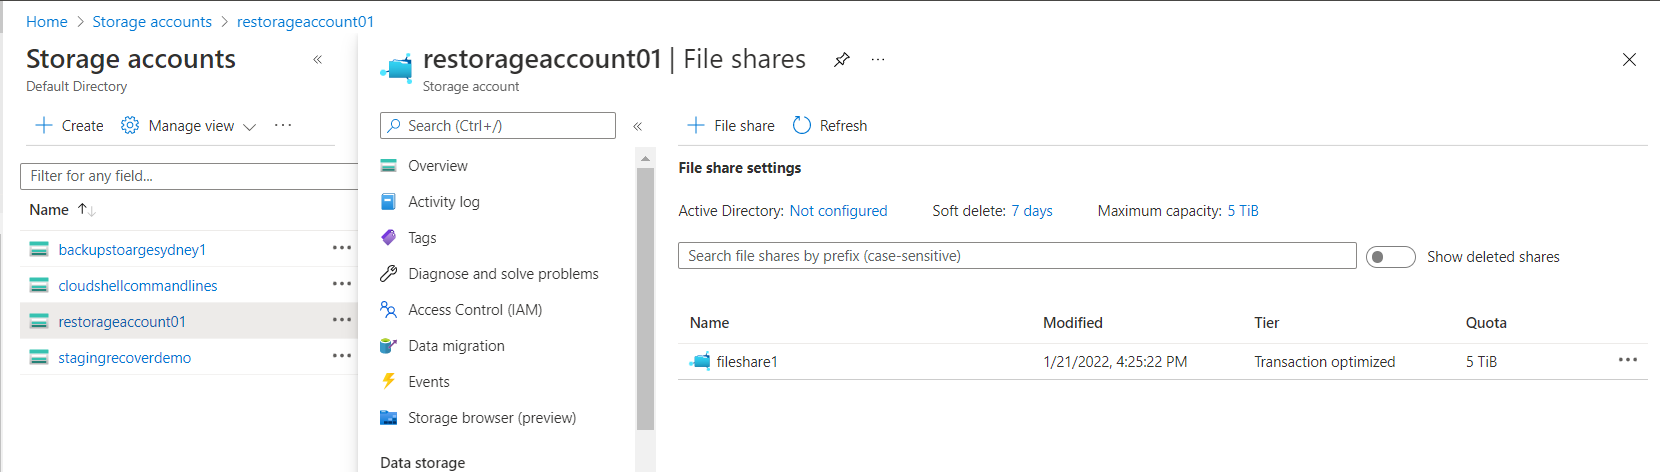 Home > Storage accounts > restorageaccount01
Storage accounts «
Default Directory
+ Create Manage view ···
Filter for any field...
Name ↑↓
backupstoargesydney1 ···
cloudshellcommandlines ···
restorageaccount01 ···
stagingrecoverdemo ···
restorageaccount01 | File shares ···
Storage account
Search (Ctrl+/) «
Overview
Activity log
Tags
Diagnose and solve problems
Access Control (IAM)
Data migration
Events
Storage browser (preview)
Data storage
+ File share Refresh
File share settings
Active Directory: Not configured Soft delete: 7 days Maximum capacity: 5 TiB
Search file shares by prefix (case-sensitive) Show deleted shares
Name Modified Tier Quota
fileshare1 1/21/2022, 4:25:22 PM Transaction optimized 5 TiB ···